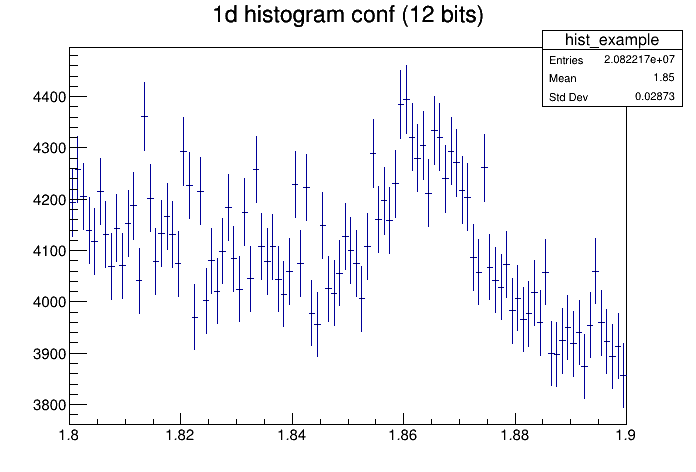 1d histogram conf (12 bits)
hist_example
Entries 2.082217e+07
Mean 1.85
Std Dev 0.02873
4400
4300
4200
4100
4000
3900
3800
1.8 1.82 1.84 1.86 1.88 1.9